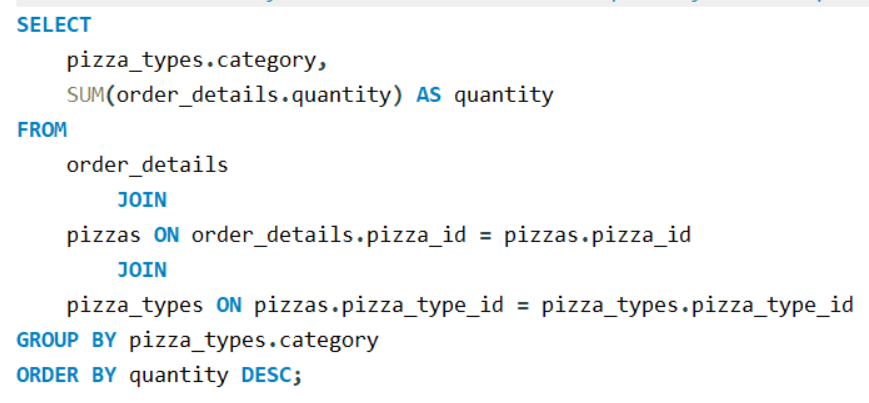 SELECT
    pizza_types.category,
    SUM(order_details.quantity) AS quantity
FROM
    order_details
        JOIN
    pizzas ON order_details.pizza_id = pizzas.pizza_id
        JOIN
    pizza_types ON pizzas.pizza_type_id = pizza_types.pizza_type_id
GROUP BY pizza_types.category
ORDER BY quantity DESC;